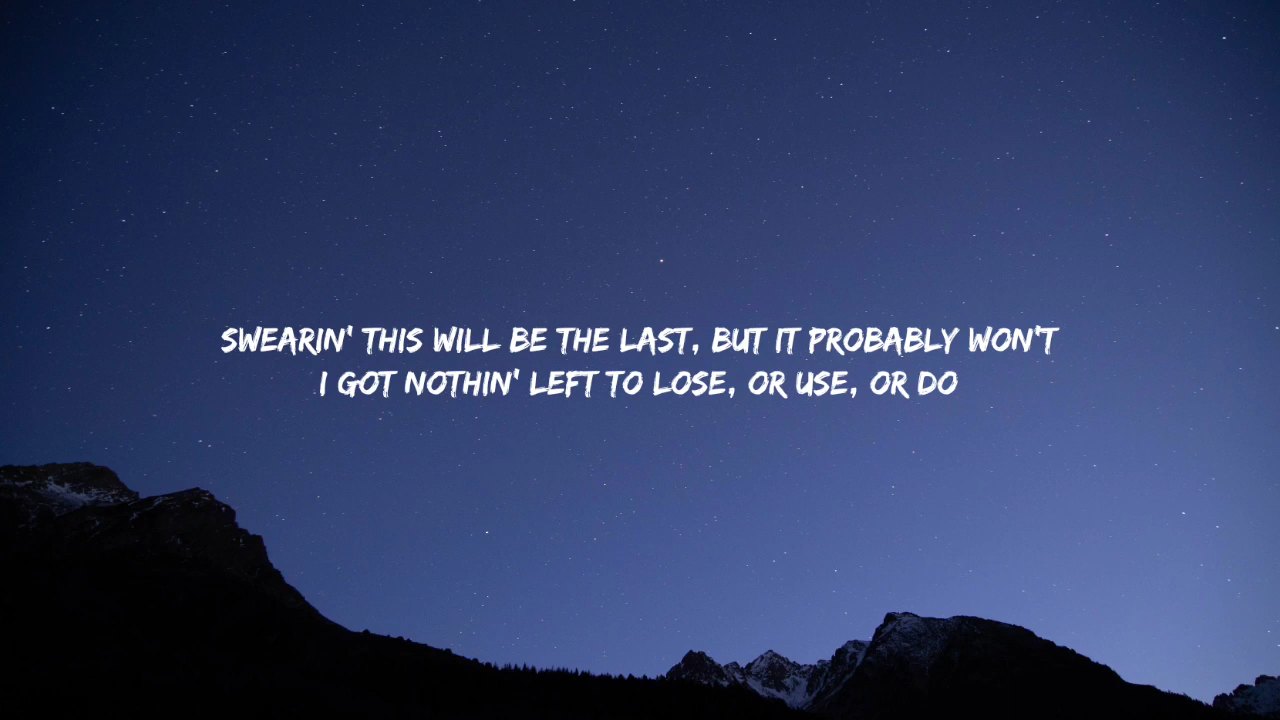 SWEARIN' THIS WILL BE THE LAST, BUT IT PROBABLY WON'T
I GOT NOTHIN' LEFT TO LOSE, OR USE, OR DO